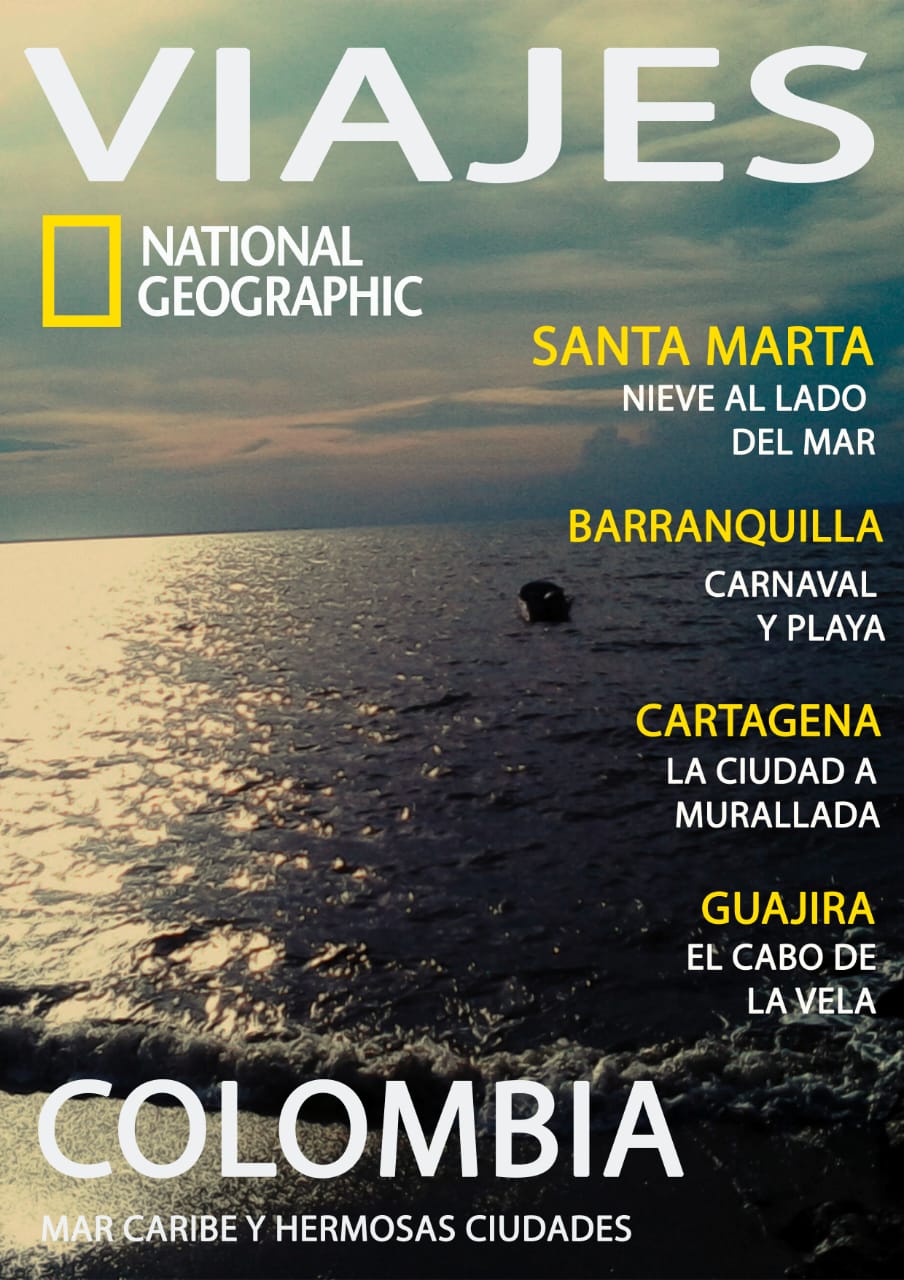 VIAJES
NATIONAL
GEOGRAPHIC
SANTA MARTA
NIEVE AL LADO
DEL MAR
BARRANQUILLA
CARNAVAL
Y PLAYA
CARTAGENA
LA CIUDAD A
MURALLADA
GUAJIRA
EL CABO DE
LA VELA
COLOMBIA
MAR CARIBE Y HERMOSAS CIUDADES